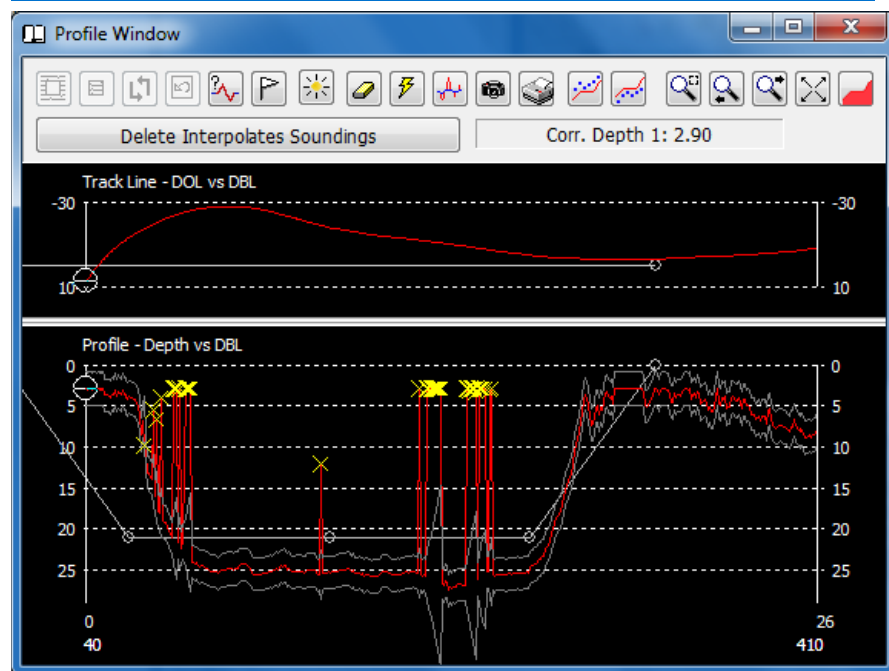 Profile Window
Delete Interpolates Soundings
Corr. Depth 1: 2.90
Track Line - DOL vs DBL
-30 -30
10 10
Profile - Depth vs DBL
0 0
5 5
10 10
15 15
20 20
25 25
0 26
40 410